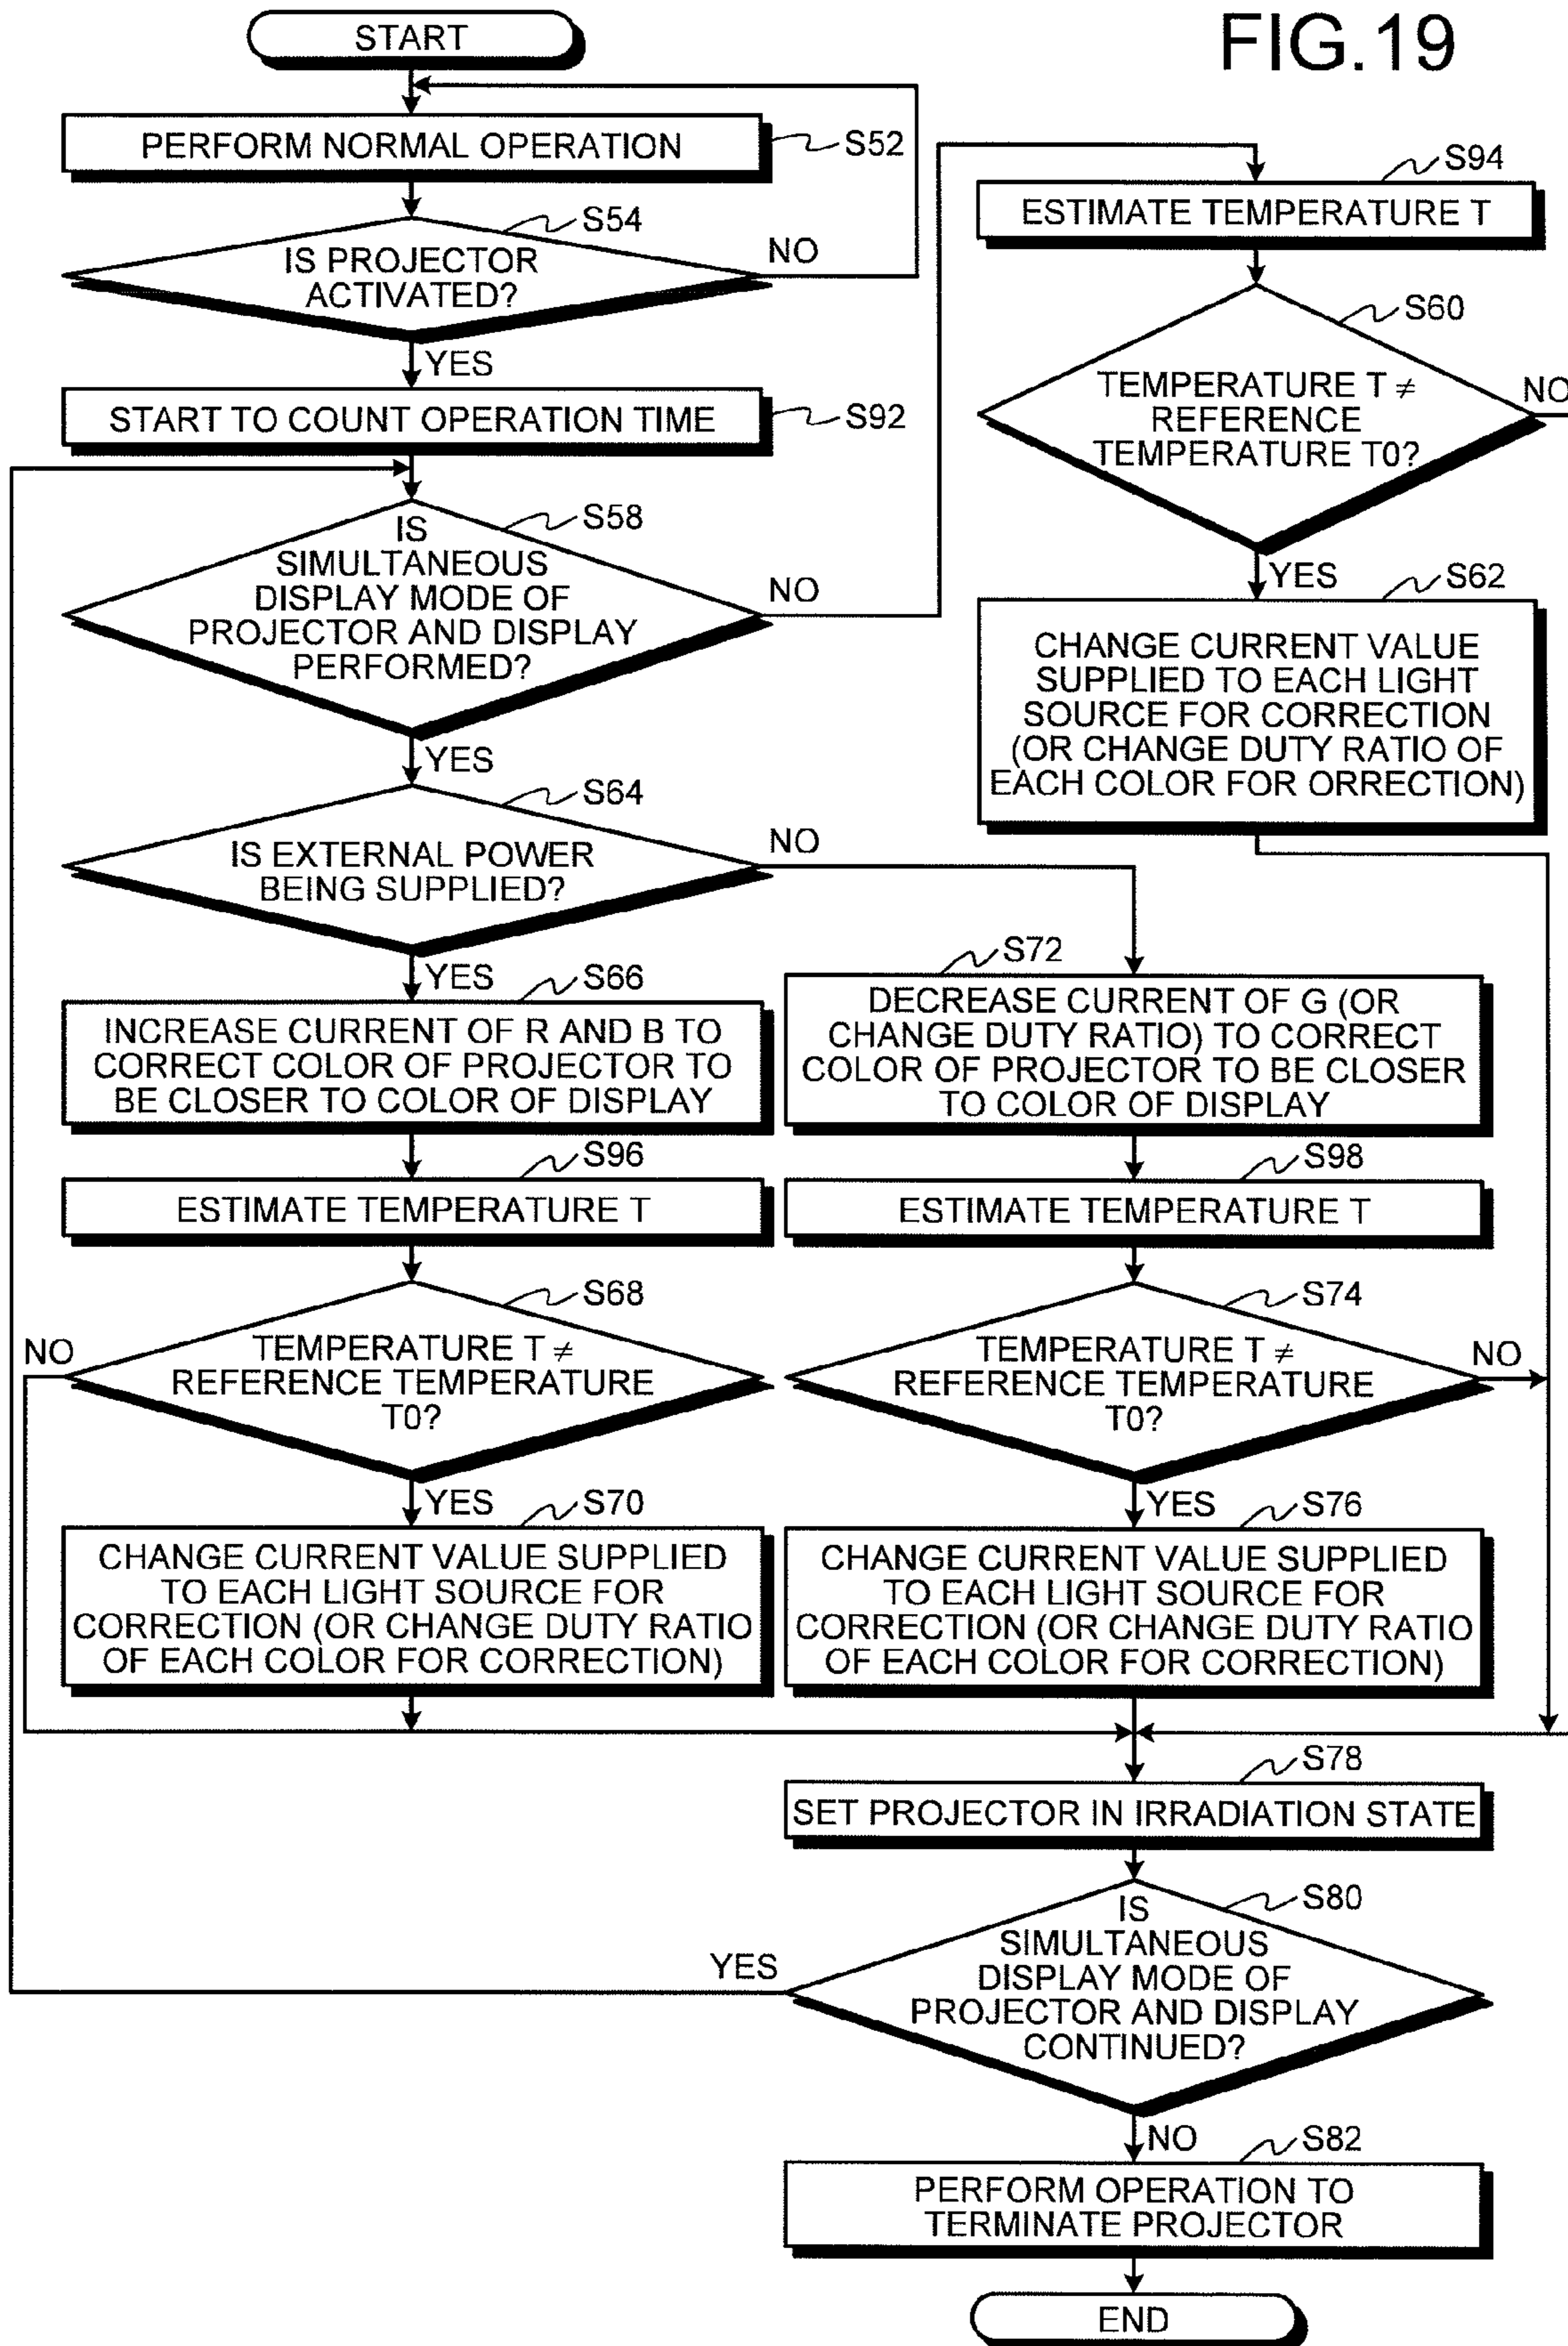 FIG.19
START
PERFORM NORMAL OPERATION
S52
S54
IS PROJECTOR
ACTIVATED?
NO
YES
START TO COUNT OPERATION TIME
S92
S58
IS
SIMULTANEOUS
DISPLAY MODE OF
PROJECTOR AND DISPLAY
PERFORMED?
NO
YES
S94
ESTIMATE TEMPERATURE T
S60
TEMPERATURE T ≠
REFERENCE
TEMPERATURE T0?
NO
YES
S62
CHANGE CURRENT VALUE
SUPPLIED TO EACH LIGHT
SOURCE FOR CORRECTION
(OR CHANGE DUTY RATIO OF
EACH COLOR FOR ORRECTION)
S64
IS EXTERNAL POWER
BEING SUPPLIED?
NO
YES
S66
INCREASE CURRENT OF R AND B TO
CORRECT COLOR OF PROJECTOR TO
BE CLOSER TO COLOR OF DISPLAY
S96
ESTIMATE TEMPERATURE T
S68
TEMPERATURE T ≠
REFERENCE TEMPERATURE
T0?
NO
YES
S70
CHANGE CURRENT VALUE SUPPLIED
TO EACH LIGHT SOURCE FOR
CORRECTION (OR CHANGE DUTY RATIO
OF EACH COLOR FOR CORRECTION)
S72
DECREASE CURRENT OF G (OR
CHANGE DUTY RATIO) TO CORRECT
COLOR OF PROJECTOR TO BE CLOSER
TO COLOR OF DISPLAY
S98
ESTIMATE TEMPERATURE T
S74
TEMPERATURE T ≠
REFERENCE TEMPERATURE
T0?
NO
YES
S76
CHANGE CURRENT VALUE SUPPLIED
TO EACH LIGHT SOURCE FOR
CORRECTION (OR CHANGE DUTY RATIO
OF EACH COLOR FOR CORRECTION)
S78
SET PROJECTOR IN IRRADIATION STATE
S80
IS
SIMULTANEOUS
DISPLAY MODE OF
PROJECTOR AND DISPLAY
CONTINUED?
YES
NO
S82
PERFORM OPERATION TO
TERMINATE PROJECTOR
END